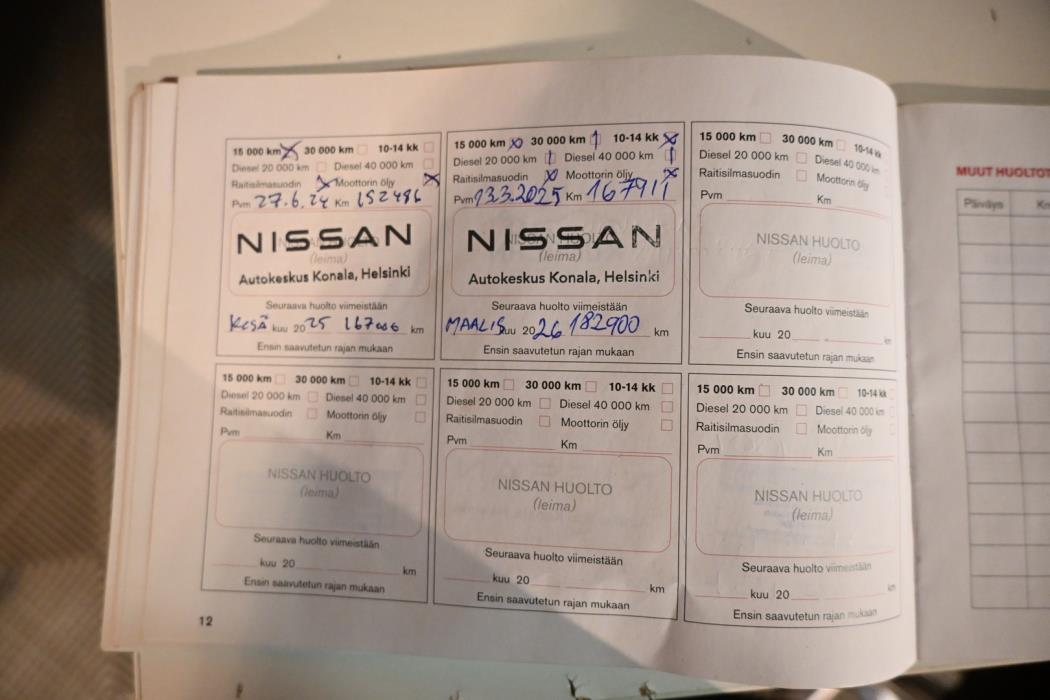 15 000 km 30 000 km 10-14 kk
Diesel 20 000 km Diesel 40 000 km
Raitisilmasuodin Moottorin öljy
Pvm 27.6.24 Km 152486
NISSAN
(leima)
Autokeskus Konala, Helsinki
Seuraava huolto viimeistään
KESÄ kuu 2025 167000 km
Ensin saavutetun rajan mukaan
15 000 km 30 000 km 10-14 kk
Diesel 20 000 km Diesel 40 000 km
Raitisilmasuodin Moottorin öljy
Pvm 13.3.2025 Km 167911
NISSAN
(leima)
Autokeskus Konala, Helsinki
Seuraava huolto viimeistään
MAALIS kuu 2026 182900 km
Ensin saavutetun rajan mukaan
15 000 km 30 000 km 10-14 kk
Diesel 20 000 km Diesel 40 000 km
Raitisilmasuodin Moottorin öljy
Pvm Km
NISSAN HUOLTO
(leima)
Seuraava huolto viimeistään
kuu 20 km
Ensin saavutetun rajan mukaan
15 000 km 30 000 km 10-14 kk
Diesel 20 000 km Diesel 40 000 km
Raitisilmasuodin Moottorin öljy
Pvm Km
NISSAN HUOLTO
(leima)
Seuraava huolto viimeistään
kuu 20 km
Ensin saavutetun rajan mukaan
15 000 km 30 000 km 10-14 kk
Diesel 20 000 km Diesel 40 000 km
Raitisilmasuodin Moottorin öljy
Pvm Km
NISSAN HUOLTO
(leima)
Seuraava huolto viimeistään
kuu 20 km
Ensin saavutetun rajan mukaan
15 000 km 30 000 km 10-14 kk
Diesel 20 000 km Diesel 40 000 km
Raitisilmasuodin Moottorin öljy
Pvm Km
NISSAN HUOLTO
(leima)
Seuraava huolto viimeistään
kuu 20 km
Ensin saavutetun rajan mukaan
12
MUUT HUOLTOT
Päiväys